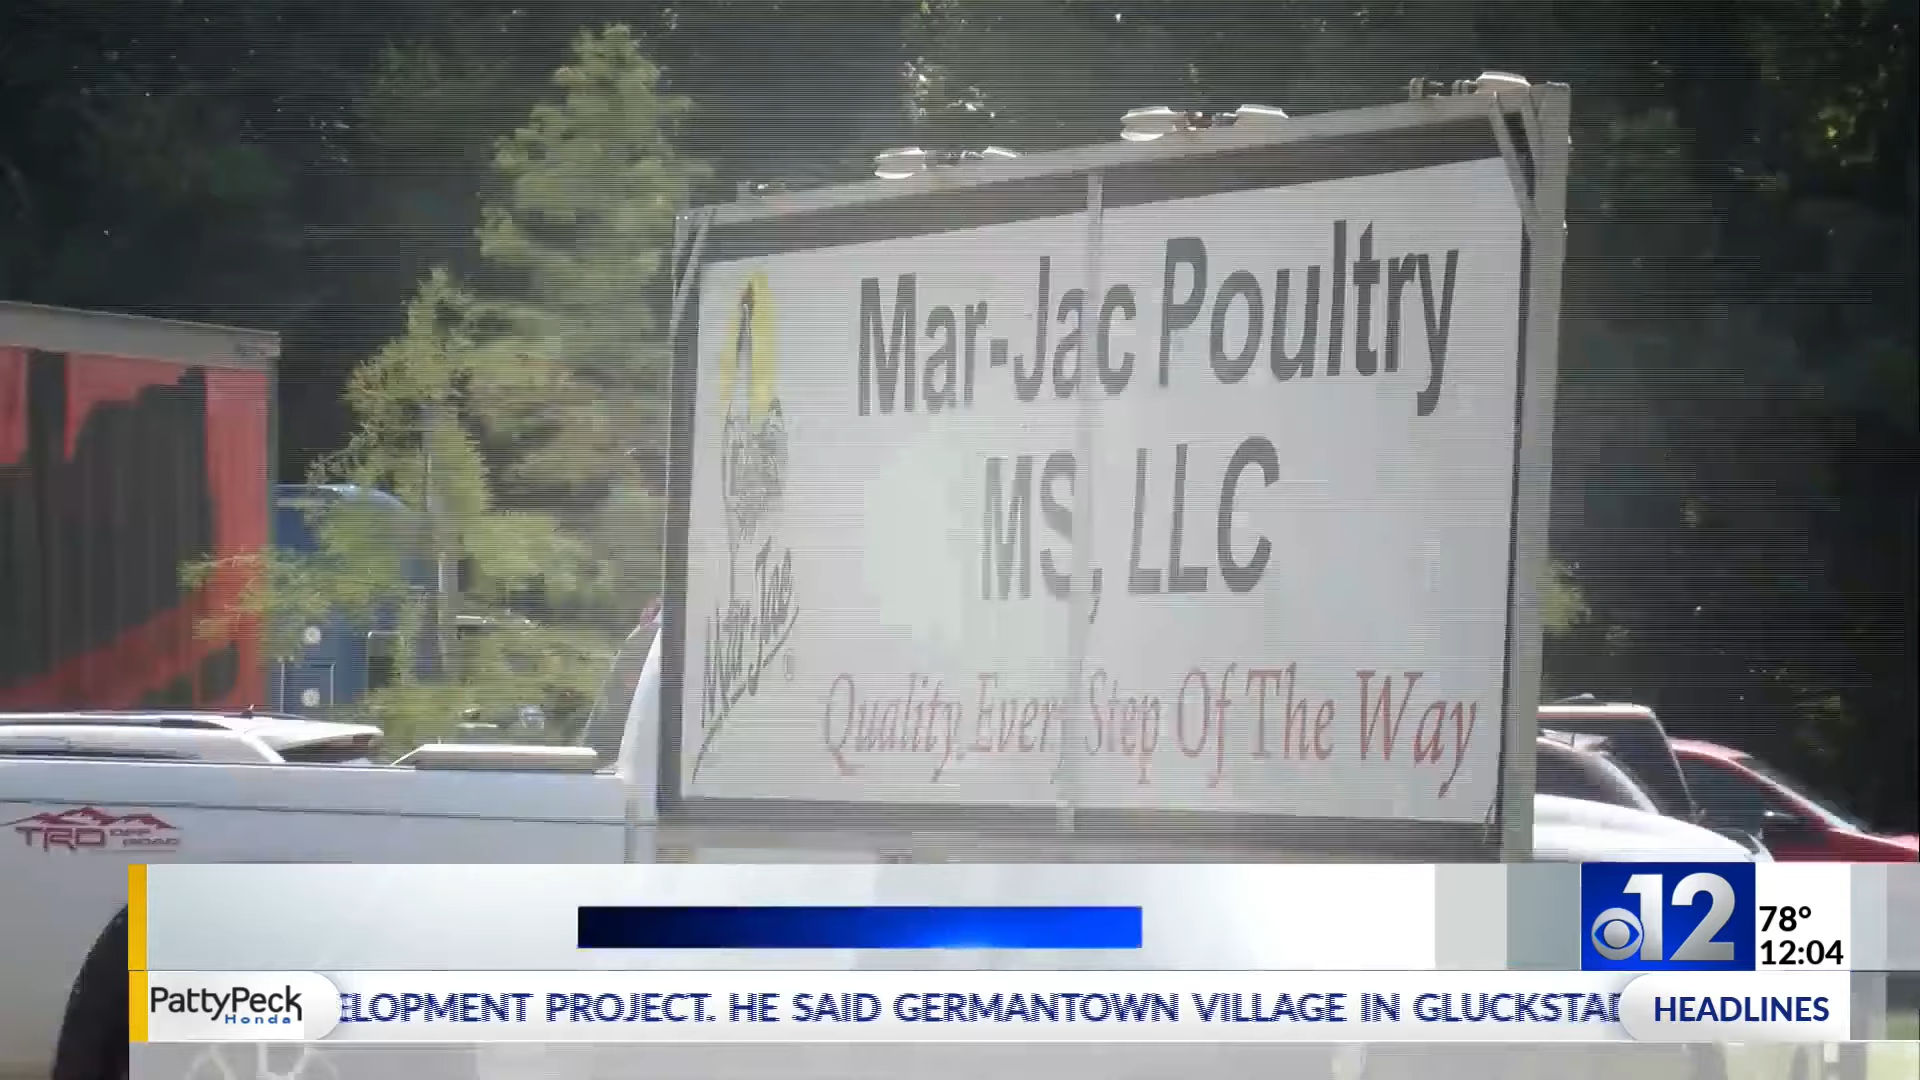 Mar-Jac Poultry
MS, LLC
Mar-Jac
®
Quality Every Step Of The Way
TRD OFF
ROAD
12
78°
12:04
PattyPeck
Honda
ELOPMENT PROJECT. HE SAID GERMANTOWN VILLAGE IN GLUCKSTAD
HEADLINES